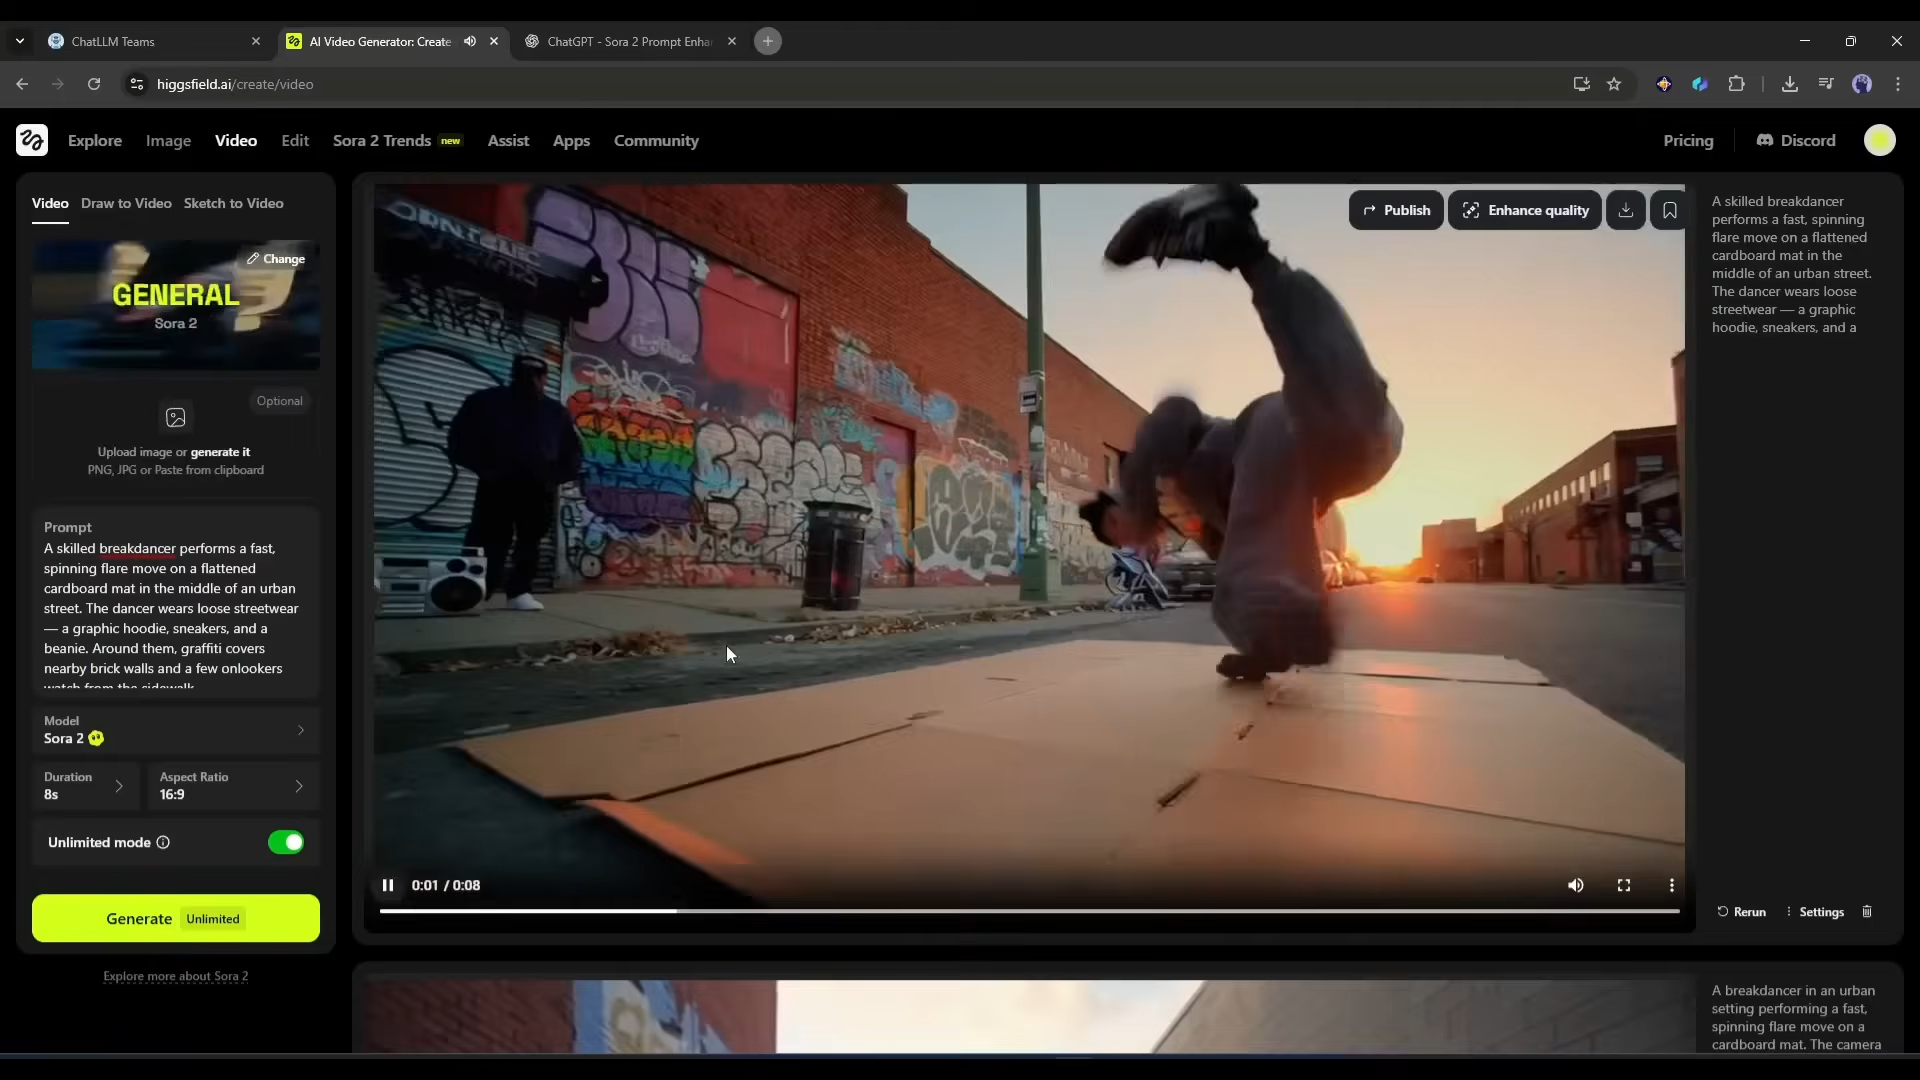 ChatLLM Teams
AI Video Generator: Create
ChatGPT - Sora 2 Prompt Enha
higgsfield.ai/create/video
Explore
Image
Video
Edit
Sora 2 Trends new
Assist
Apps
Community
Pricing
Discord
Video
Draw to Video
Sketch to Video
Change
GENERAL
Sora 2
Optional
Upload image or generate it
PNG, JPG or Paste from clipboard
Prompt
A skilled breakdancer performs a fast,
spinning flare move on a flattened
cardboard mat in the middle of an urban
street. The dancer wears loose streetwear
— a graphic hoodie, sneakers, and a
beanie. Around them, graffiti covers
nearby brick walls and a few onlookers
watch from the sidewalk
Model
Sora 2
Duration
8s
Aspect Ratio
16:9
Unlimited mode
Generate Unlimited
Explore more about Sora 2
Publish
Enhance quality
0:01 / 0:08
A skilled breakdancer
performs a fast, spinning
flare move on a flattened
cardboard mat in the
middle of an urban street.
The dancer wears loose
streetwear — a graphic
hoodie, sneakers, and a
Rerun
Settings
A breakdancer in an urban
setting performing a fast,
spinning flare move on a
cardboard mat. The camera